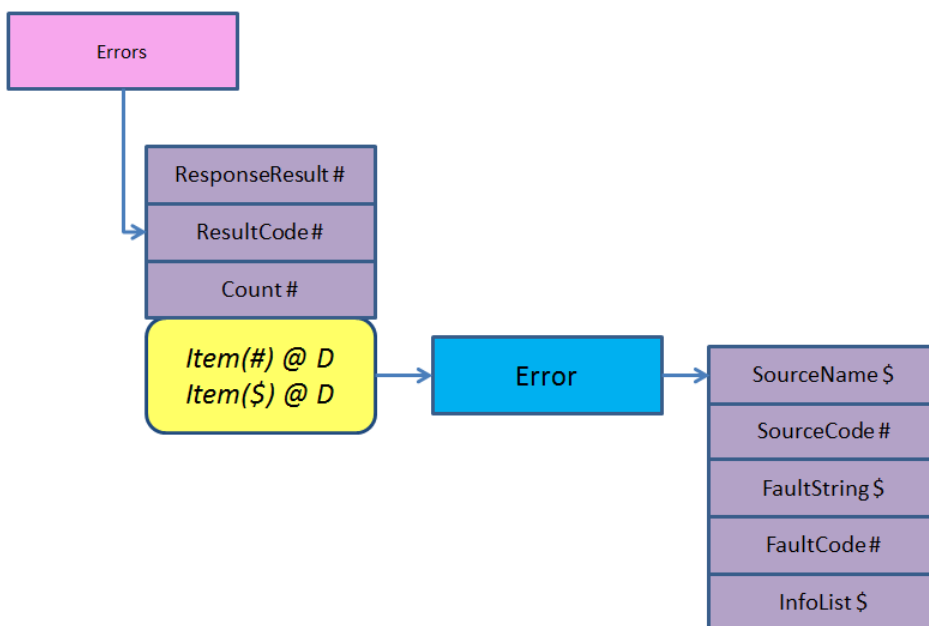 Errors
ResponseResult #
ResultCode #
Count #
Item(#) @ D
Item($) @ D
Error
SourceName $
SourceCode #
FaultString $
FaultCode #
InfoList $